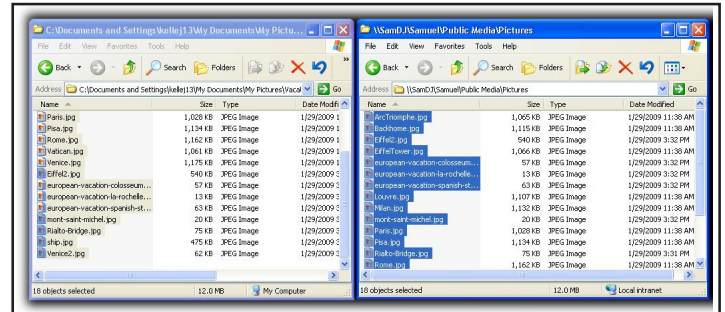 C:\Documents and Settings\kellej13\My Documents\My Pictu...
File Edit View Favorites Tools Help
Back Search Folders
Address C:\Documents and Settings\kellej13\My Documents\My Pictures\Vacat Go
Name Size Type Date Modifi
Paris.jpg 1,028 KB JPEG Image 1/29/2009 1
Pisa.jpg 1,134 KB JPEG Image 1/29/2009 1
Rome.jpg 1,162 KB JPEG Image 1/29/2009 1
Vatican.jpg 1,061 KB JPEG Image 1/29/2009 1
Venice.jpg 1,175 KB JPEG Image 1/29/2009 1
Eiffel2.jpg 540 KB JPEG Image 1/29/2009 3
european-vacation-colosseum... 57 KB JPEG Image 1/29/2009 3
european-vacation-la-rochelle... 13 KB JPEG Image 1/29/2009 3
european-vacation-spanish-st... 63 KB JPEG Image 1/29/2009 3
mont-saint-michel.jpg 20 KB JPEG Image 1/29/2009 3
Rialto-Bridge.jpg 75 KB JPEG Image 1/29/2009 3
ship.jpg 475 KB JPEG Image 1/29/2009 3
Venice2.jpg 62 KB JPEG Image 1/29/2009 3
18 objects selected 12.0 MB My Computer
\\SamDJ\Samuel\Public Media\Pictures
File Edit View Favorites Tools Help
Back Search Folders
Address \\SamDJ\Samuel\Public Media\Pictures Go
Name Size Type Date Modified
ArcTriomphe.jpg 1,065 KB JPEG Image 1/29/2009 11:38 AM
Backhome.jpg 1,115 KB JPEG Image 1/29/2009 11:38 AM
Eiffel2.jpg 540 KB JPEG Image 1/29/2009 3:32 PM
EiffelTower.jpg 1,066 KB JPEG Image 1/29/2009 11:38 AM
european-vacation-colosseum... 57 KB JPEG Image 1/29/2009 3:32 PM
european-vacation-la-rochelle... 13 KB JPEG Image 1/29/2009 3:32 PM
european-vacation-spanish-st... 63 KB JPEG Image 1/29/2009 3:32 PM
Louvre.jpg 1,107 KB JPEG Image 1/29/2009 11:38 AM
Milan.jpg 1,132 KB JPEG Image 1/29/2009 11:38 AM
mont-saint-michel.jpg 20 KB JPEG Image 1/29/2009 3:32 PM
Paris.jpg 1,028 KB JPEG Image 1/29/2009 11:38 AM
Pisa.jpg 1,134 KB JPEG Image 1/29/2009 11:38 AM
Rialto-Bridge.jpg 75 KB JPEG Image 1/29/2009 3:31 PM
Rome.jpg 1,162 KB JPEG Image 1/29/2009 11:38 AM
18 objects selected 12.0 MB Local intranet